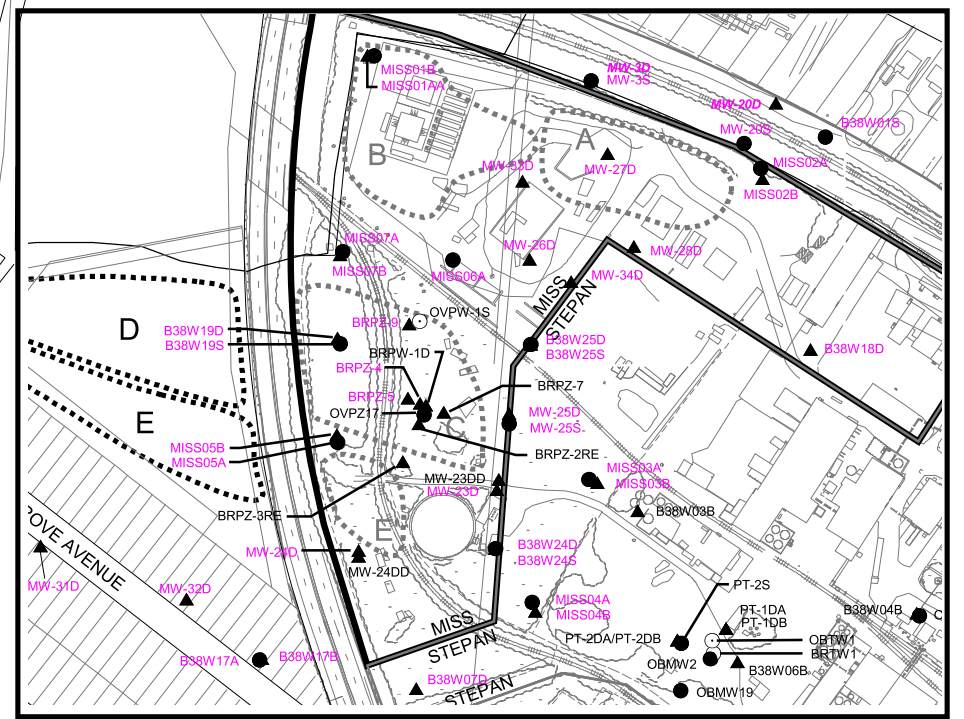 MW-3D
MISS01B
MW-3S
MISS01AA
MW-20D
B38W01S
MW-20S
A
B
MISS02A
MW-33D
MW-27D
MISS02B
MISS07A
MW-26D
MW-28D
MISS07B
MISS06A
MW-34D
MISS
STEPAN
OVPW-1S
BRPZ-9
D
B38W19D
B38W19S
B38W25D
B38W25S
BRPW-1D
B38W18D
BRPZ-4
BRPZ-7
BRPZ-5
OVPZ17
MW-25D
MW-25S
E
C
MISS05B
MISS05A
BRPZ-2RE
MISS03A
MW-23DD
MISS03B
MW-23D
BRPZ-3RE
B38W03B
E
OVE AVENUE
MW-24D
B38W24D
B38W24S
MW-24DD
MW-31D
MW-32D
PT-2S
MISS04A
MISS04B
PT-1DA
PT-1DB
B38W04B
MISS
STEPAN
PT-2DA/PT-2DB
OBTW1
BRTW1
B38W17A
B38W17B
OBMW2
B38W06B
B38W07D
STEPAN
OBMW19